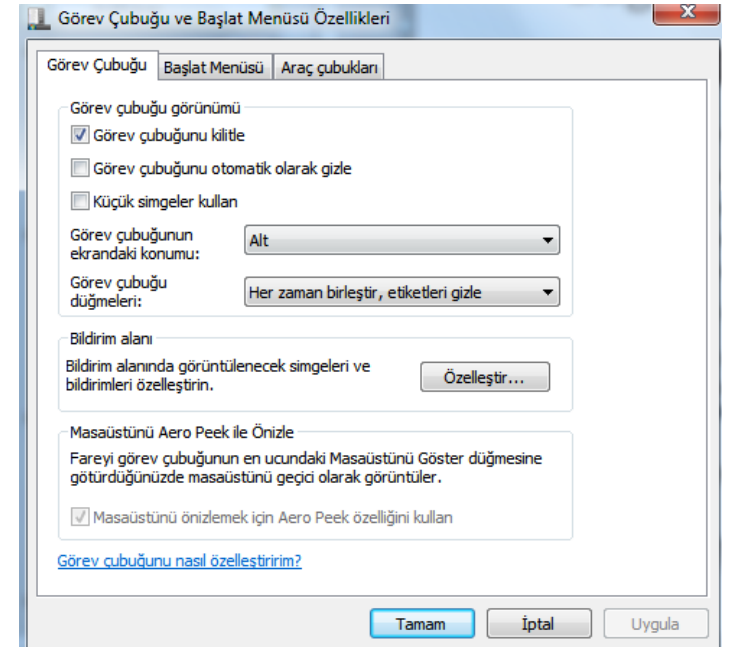 Görev Çubuğu ve Başlat Menüsü Özellikleri
Görev Çubuğu
Başlat Menüsü
Araç çubukları
Görev çubuğu görünümü
Görev çubuğunu kilitle
Görev çubuğunu otomatik olarak gizle
Küçük simgeler kullan
Görev çubuğunun
ekrandaki konumu:
Alt
Görev çubuğu
düğmeleri:
Her zaman birleştir, etiketleri gizle
Bildirim alanı
Bildirim alanında görüntülenecek simgeleri ve
bildirimleri özelleştirin.
Özelleştir...
Masaüstünü Aero Peek ile Önizle
Fareyi görev çubuğunun en ucundaki Masaüstünü Göster düğmesine
götürdüğünüzde masaüstünü geçici olarak görüntüler.
Masaüstünü önizlemek için Aero Peek özelliğini kullan
Görev çubuğunu nasıl özelleştiririm?
Tamam
İptal
Uygula